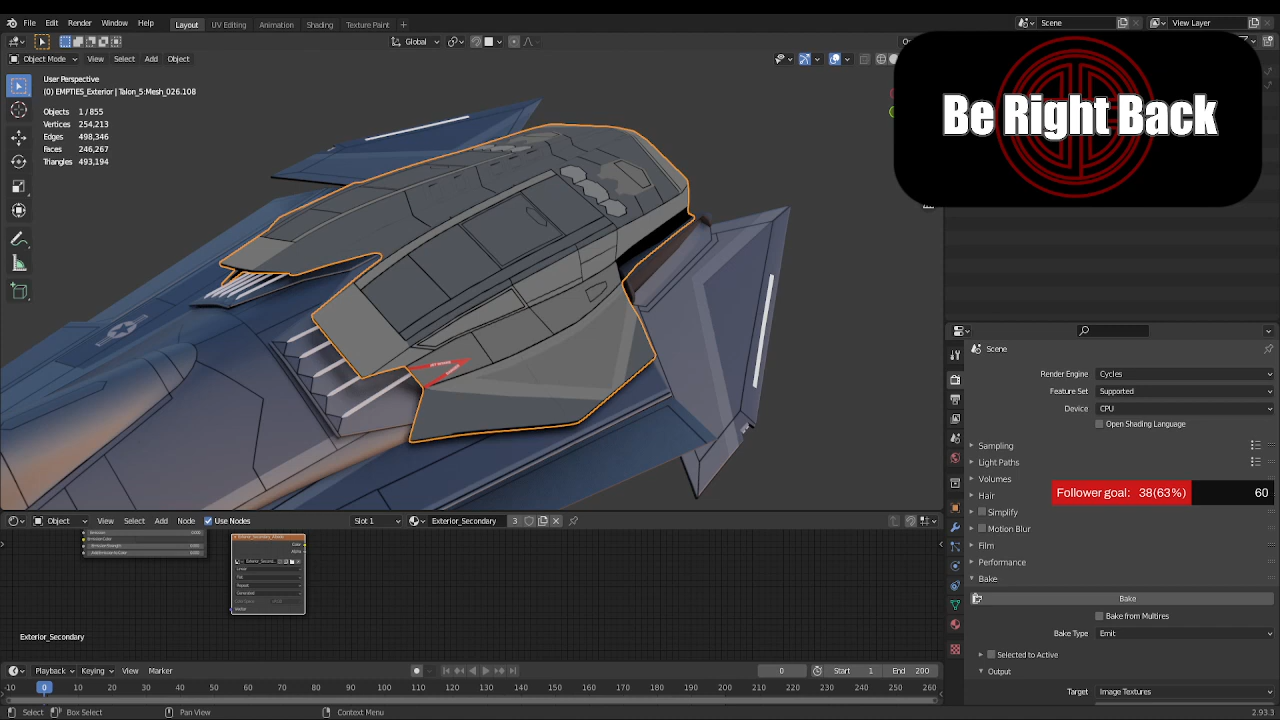 File Edit Render Window Help Layout UV Editing Animation Shading Texture Paint +
Scene View Layer
Global
Object Mode View Select Add Object
User Perspective
(0) EMPTIES_Exterior | Talon_5:Mesh_026.108
Objects 1 / 855
Vertices 254,213
Edges 498,346
Faces 246,267
Triangles 493,194
Be Right Back
Scene
Render Engine Cycles
Feature Set Supported
Device CPU
Open Shading Language
Sampling
Light Paths
Volumes
Hair
Simplify
Motion Blur
Film
Performance
Bake
Follower goal: 38(63%) 60
Bake
Bake from Multires
Bake Type Emit
Selected to Active
Output
Target Image Textures
Object View Select Add Node Use Nodes Slot 1 Exterior_Secondary 3
Exterior_Secondary
Playback Keying View Marker 0 Start 1 End 200
-10 0 10 20 30 40 50 60 70 80 90 100 110 120 130 140 150 160 170 180 190 200 210 220 230 240 250 260
Select Box Select Pan View Context Menu 2.93.3